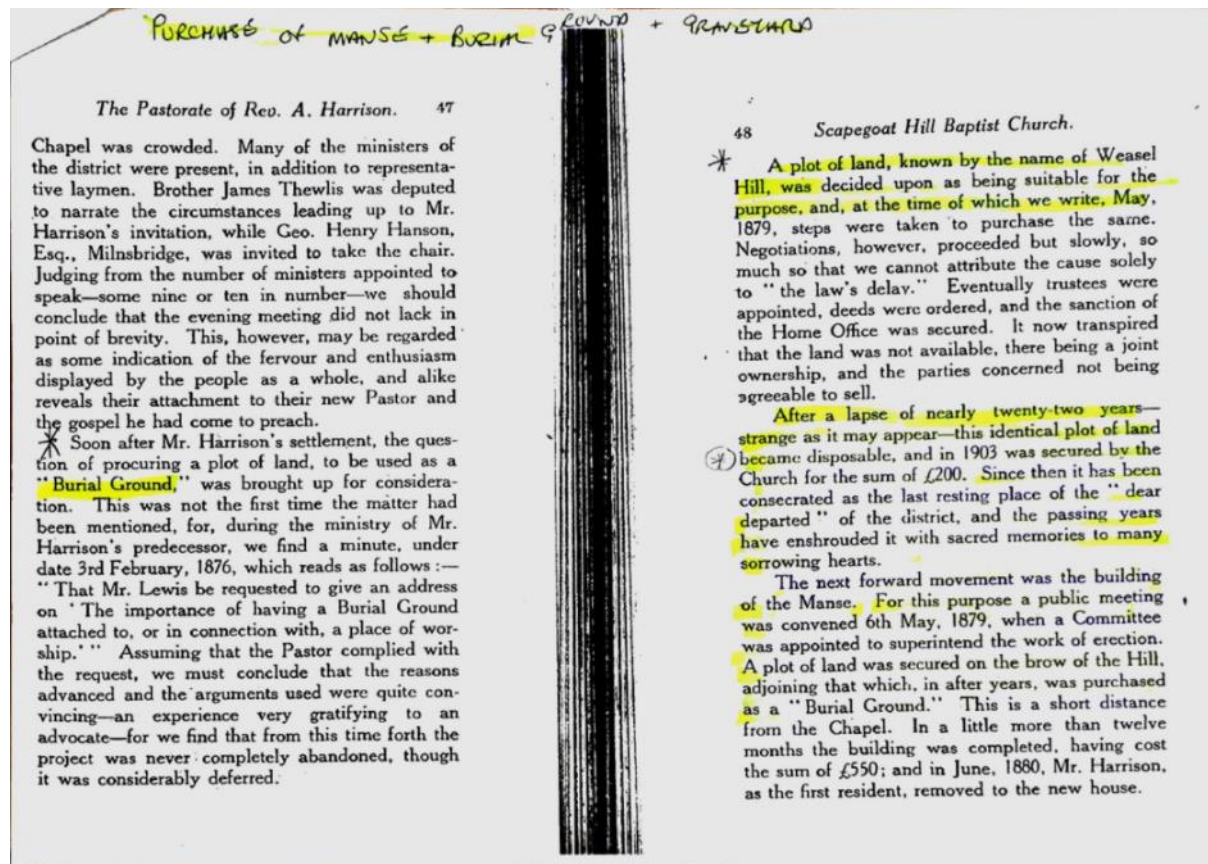 PURCHASE OF MANSE + BURIAL GROUND + GRAVEYARD
The Pastorate of Rev. A. Harrison. 47
Chapel was crowded. Many of the ministers of
the district were present, in addition to representa-
tive laymen. Brother James Thewlis was deputed
to narrate the circumstances leading up to Mr.
Harrison's invitation, while Geo. Henry Hanson,
Esq., Milnsbridge, was invited to take the chair.
Judging from the number of ministers appointed to
speak—some nine or ten in number—we should
conclude that the evening meeting did not lack in
point of brevity. This, however, may be regarded
as some indication of the fervour and enthusiasm
displayed by the people as a whole, and alike
reveals their attachment to their new Pastor and
the gospel he had come to preach.
Soon after Mr. Harrison's settlement, the ques-
tion of procuring a plot of land, to be used as a
"Burial Ground," was brought up for considera-
tion. This was not the first time the matter had
been mentioned, for, during the ministry of Mr.
Harrison's predecessor, we find a minute, under
date 3rd February, 1876, which reads as follows :—
"That Mr. Lewis be requested to give an address
on 'The importance of having a Burial Ground
attached to, or in connection with, a place of wor-
ship.'" Assuming that the Pastor complied with
the request, we must conclude that the reasons
advanced and the arguments used were quite con-
vincing—an experience very gratifying to an
advocate—for we find that from this time forth the
project was never completely abandoned, though
it was considerably deferred.
48 Scapegoat Hill Baptist Church.
A plot of land, known by the name of Weasel
Hill, was decided upon as being suitable for the
purpose, and, at the time of which we write, May,
1879, steps were taken to purchase the same.
Negotiations, however, proceeded but slowly, so
much so that we cannot attribute the cause solely
to "the law's delay." Eventually trustees were
appointed, deeds were ordered, and the sanction of
the Home Office was secured. It now transpired
that the land was not available, there being a joint
ownership, and the parties concerned not being
agreeable to sell.
After a lapse of nearly twenty-two years—
strange as it may appear—this identical plot of land
became disposable, and in 1903 was secured by the
Church for the sum of £200. Since then it has been
consecrated as the last resting place of the "dear
departed" of the district, and the passing years
have enshrouded it with sacred memories to many
sorrowing hearts.
The next forward movement was the building
of the Manse. For this purpose a public meeting
was convened 6th May, 1879, when a Committee
was appointed to superintend the work of erection.
A plot of land was secured on the brow of the Hill,
adjoining that which, in after years, was purchased
as a "Burial Ground." This is a short distance
from the Chapel. In a little more than twelve
months the building was completed, having cost
the sum of £550; and in June, 1880, Mr. Harrison,
as the first resident, removed to the new house.